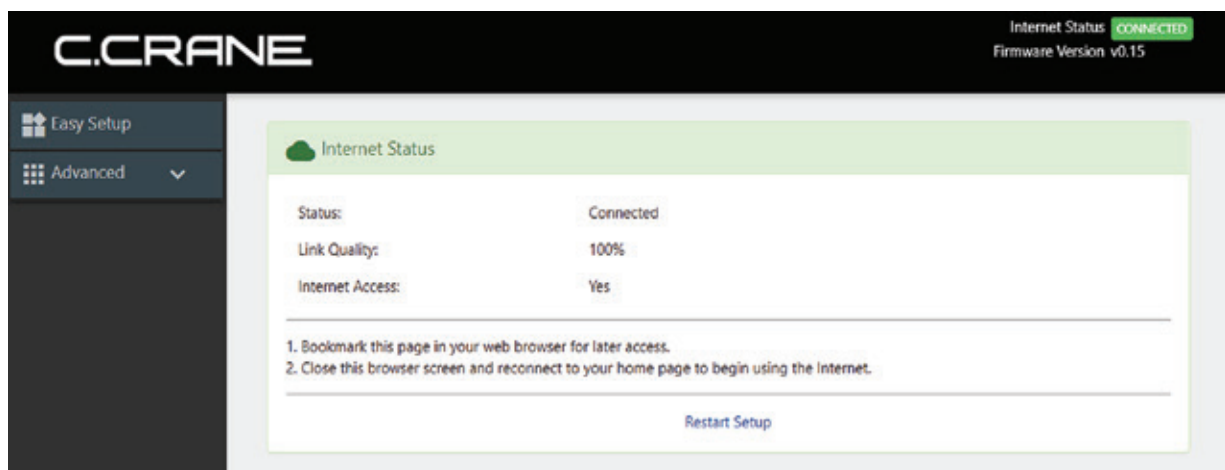 C.CRANE
Internet Status CONNECTED
Firmware Version v0.15
Easy Setup
Advanced
Internet Status
Status: Connected
Link Quality: 100%
Internet Access: Yes
1. Bookmark this page in your web browser for later access.
2. Close this browser screen and reconnect to your home page to begin using the Internet.
Restart Setup